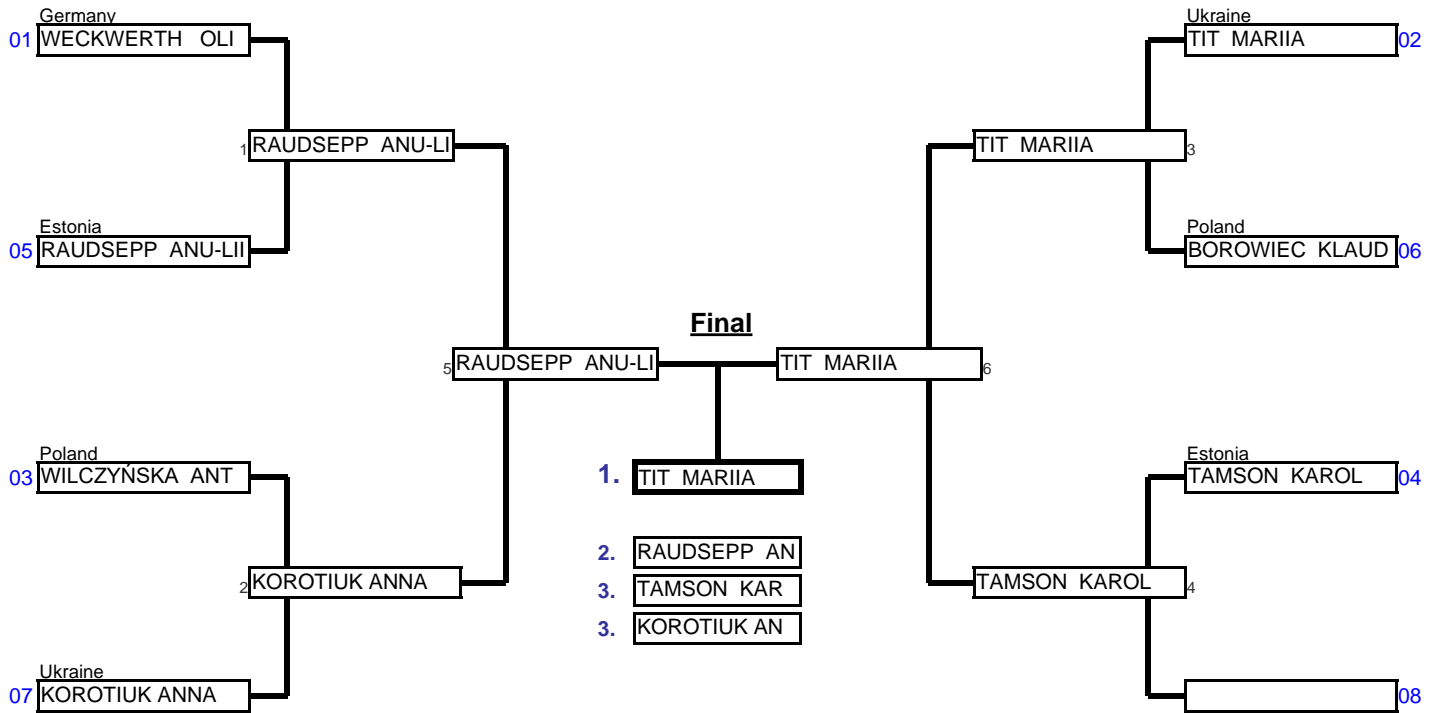 Germany
01 WECKWERTH OLI
1 RAUDSEPP ANU-LI
Estonia
05 RAUDSEPP ANU-LII
5 RAUDSEPP ANU-LI
Poland
03 WILCZYŃSKA ANT
2 KOROTIUK ANNA
Ukraine
07 KOROTIUK ANNA
Final
1. TIT MARIIA
2. RAUDSEPP AN
3. TAMSON KAR
3. KOROTIUK AN
Ukraine
TIT MARIIA 02
TIT MARIIA 3
Poland
BOROWIEC KLAUD 06
TIT MARIIA 6
Estonia
TAMSON KAROL 04
TAMSON KAROL 4
08